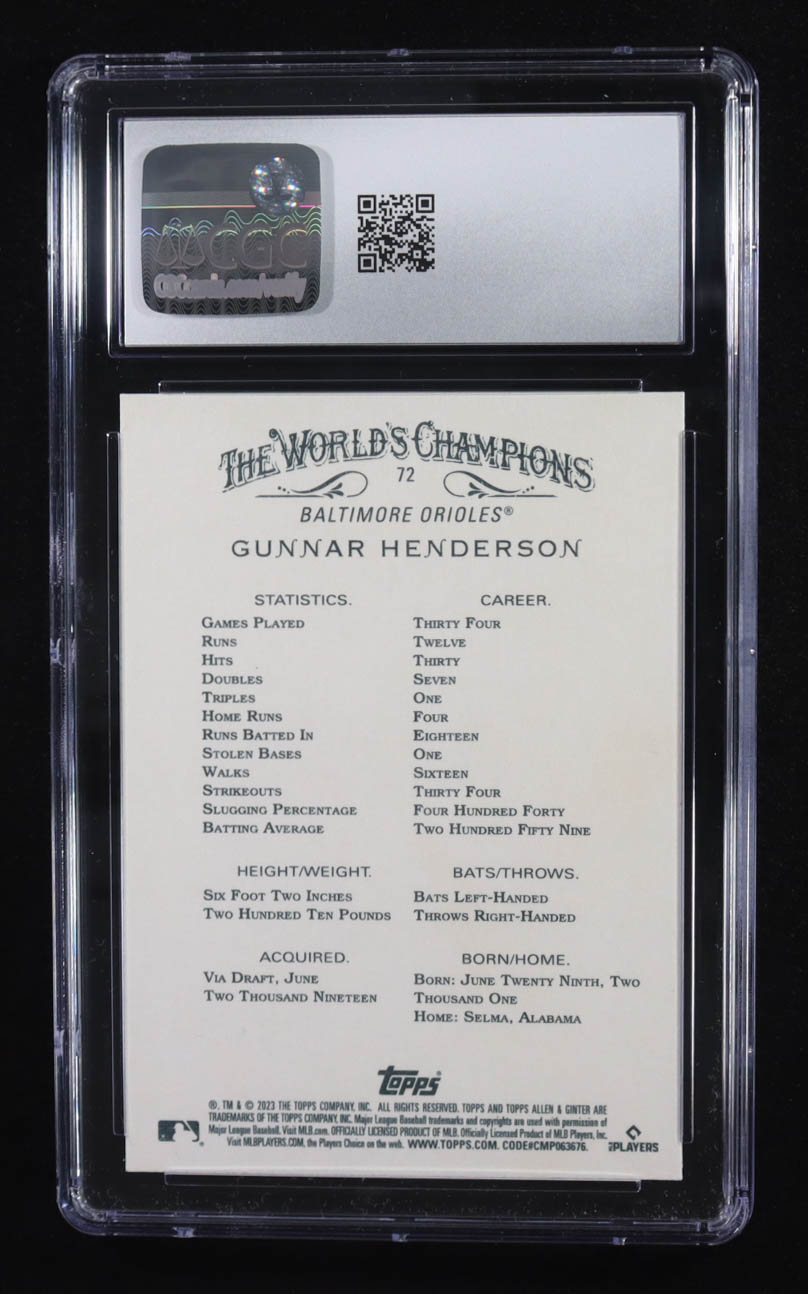 CGC
THE WORLD'S CHAMPIONS
72
BALTIMORE ORIOLES®
GUNNAR HENDERSON
STATISTICS. CAREER.
GAMES PLAYED THIRTY FOUR
RUNS TWELVE
HITS THIRTY
DOUBLES SEVEN
TRIPLES ONE
HOME RUNS FOUR
RUNS BATTED IN EIGHTEEN
STOLEN BASES ONE
WALKS SIXTEEN
STRIKEOUTS THIRTY FOUR
SLUGGING PERCENTAGE FOUR HUNDRED FORTY
BATTING AVERAGE TWO HUNDRED FIFTY NINE
HEIGHT/WEIGHT. BATS/THROWS.
SIX FOOT TWO INCHES BATS LEFT-HANDED
TWO HUNDRED TEN POUNDS THROWS RIGHT-HANDED
ACQUIRED. BORN/HOME.
VIA DRAFT, JUNE BORN: JUNE TWENTY NINTH, TWO
TWO THOUSAND NINETEEN THOUSAND ONE
HOME: SELMA, ALABAMA
Topps®
®, TM & © 2023 THE TOPPS COMPANY, INC. ALL RIGHTS RESERVED. TOPPS AND TOPPS ALLEN & GINTER ARE
TRADEMARKS OF THE TOPPS COMPANY, INC. Major League Baseball trademarks and copyrights are used with permission of
Major League Baseball. Visit MLB.com. OFFICIALLY LICENSED PRODUCT OF MLB. Officially Licensed Product of MLB Players, Inc.
Visit MLBPLAYERS.COM, the Players Choice on the web. WWW.TOPPS.COM. CODE#CMP063676.
MLB PLAYERS